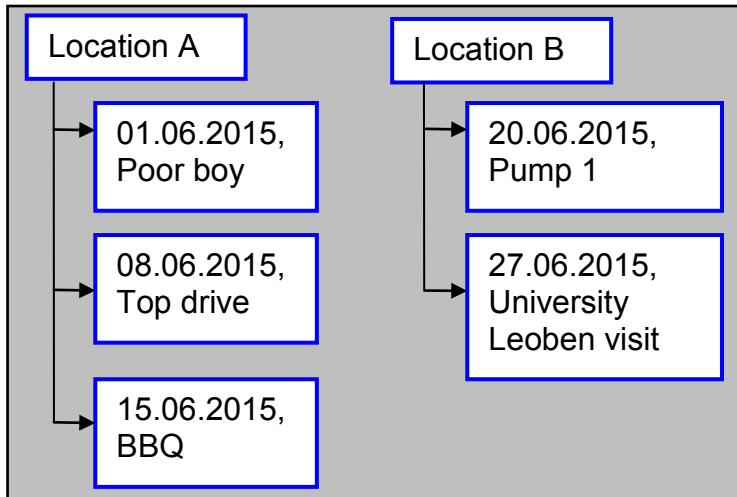 Location A
01.06.2015,
Poor boy
08.06.2015,
Top drive
15.06.2015,
BBQ
Location B
20.06.2015,
Pump 1
27.06.2015,
University
Leoben visit